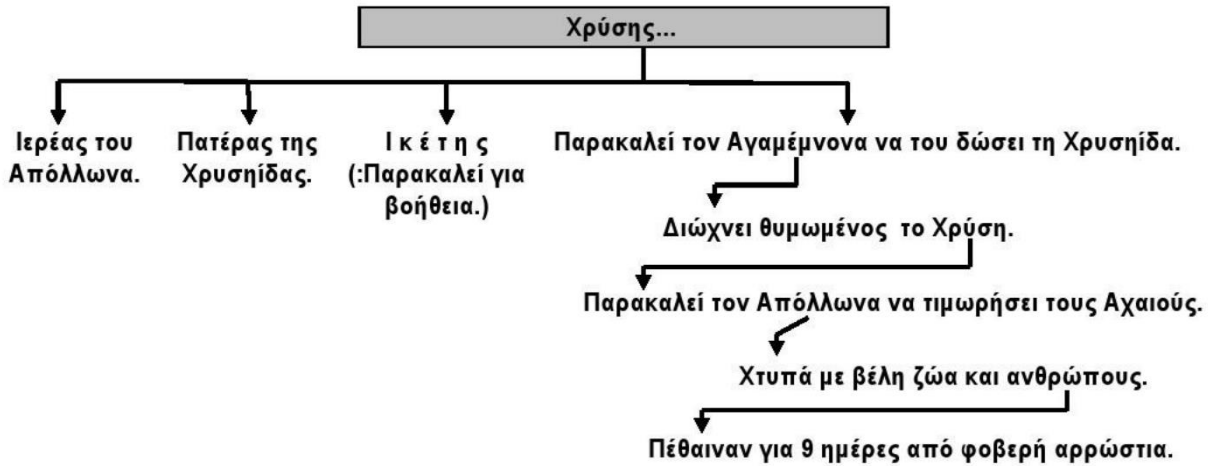 Χρύσης...
Ιερέας του
Απόλλωνα.
Πατέρας της
Χρυσηίδας.
Ι κ έ τ η ς
(:Παρακαλεί για
βοήθεια.)
Παρακαλεί τον Αγαμέμνονα να του δώσει τη Χρυσηίδα.
Διώχνει θυμωμένος  το Χρύση.
Παρακαλεί τον Απόλλωνα να τιμωρήσει τους Αχαιούς.
Χτυπά με βέλη ζώα και ανθρώπους.
Πέθαιναν για 9 ημέρες από φοβερή αρρώστια.